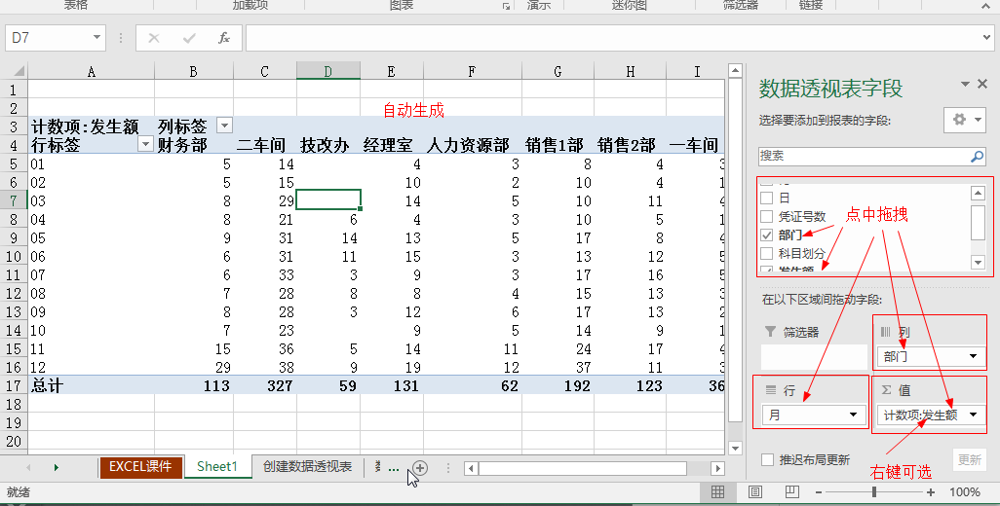 表格 加载项 图表 演示 迷你图 筛选器 链接
D7 fx
A B C D E F G H I
1
2 自动生成
3 计数项:发生额 列标签
4 行标签 财务部 二车间 技改办 经理室 人力资源部 销售1部 销售2部 一车间
5 01 5 14 4 3 8 4
6 02 5 15 10 2 10 4
7 03 8 29 14 5 10 11
8 04 8 21 6 4 3 10 5
9 05 9 31 14 13 5 17 8
10 06 6 31 11 15 3 13 12
11 07 6 33 3 9 3 17 16
12 08 7 28 8 8 4 15 13
13 09 8 28 3 12 6 17 13
14 10 7 23 9 5 14 9
15 11 15 36 5 14 11 24 17
16 12 29 38 9 19 12 37 11
17 总计 113 327 59 131 62 192 123 36
18
19
20
EXCEL课件 Sheet1 创建数据透视表 ...
就绪 100%
数据透视表字段
选择要添加到报表的字段:
搜索
日
凭证号数 点中拖拽
部门
科目划分
发生额
在以下区域间拖动字段:
筛选器 列
部门
行 值
月 计数项:发生额
推迟布局更新 更新
右键可选